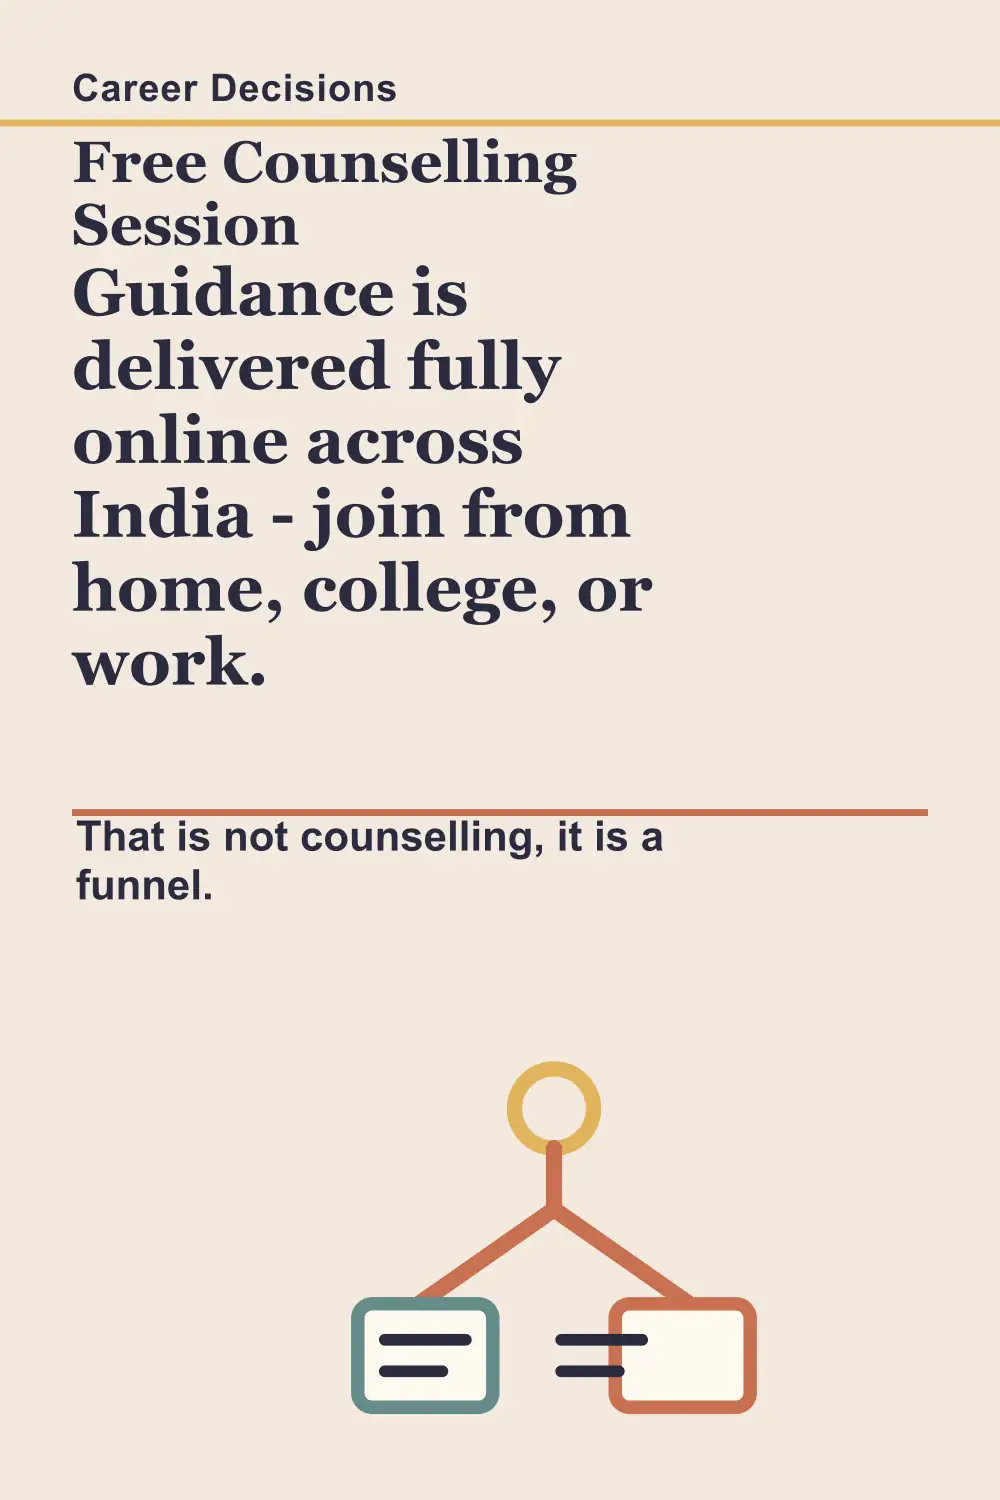 Career Decisions
Free Counselling
Session
Guidance is
delivered fully
online across
India - join from
home, college, or
work.
That is not counselling, it is a
funnel.